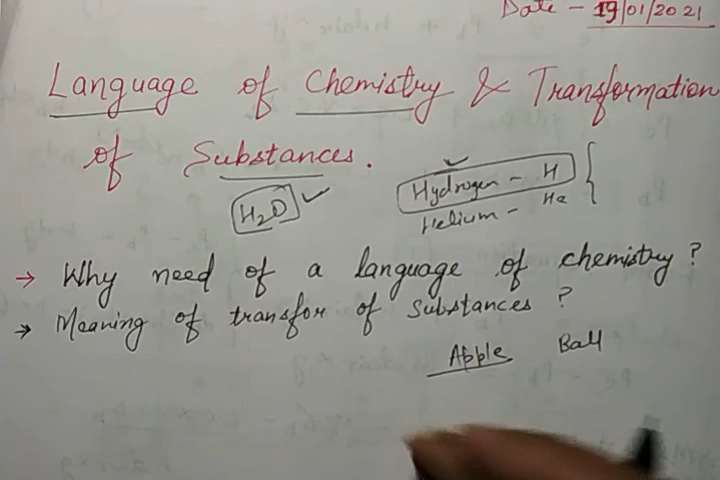 Date - 19/01/2021
Language of Chemistry & Transformation
of Substances.
H2O
Hydrogen - H
Helium - He
→ Why need of a language of chemistry?
→ Meaning of transfor of substances?
Apple Ball